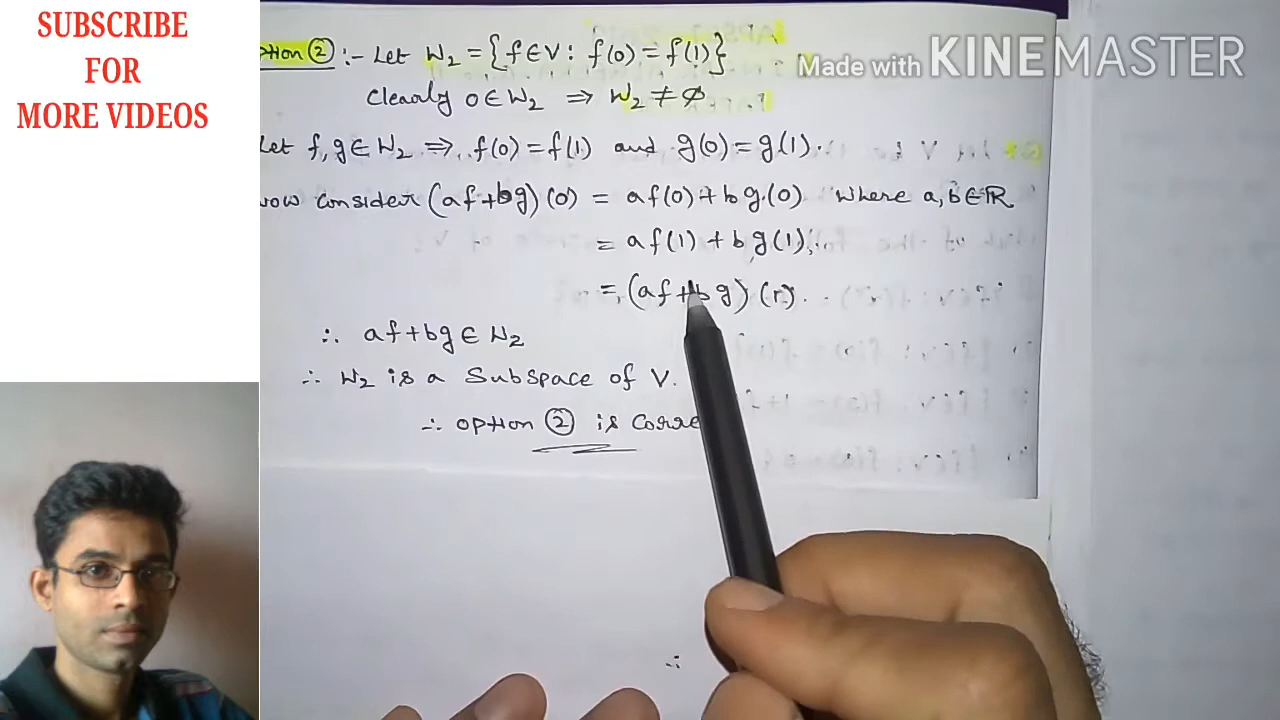 SUBSCRIBE
FOR
MORE VIDEOS
Made with KINEMASTER
ption ② :- Let W₂ = {f ∈ V : f(0) = f(1)}
Clearly 0 ∈ W₂ ⇒ W₂ ≠ ∅
Let f, g ∈ W₂ ⇒ f(0) = f(1) and g(0) = g(1).
now consider (af+bg)(0) = af(0) + bg(0) where a, b ∈ ℝ
= af(1) + bg(1)
= (af+bg)(1).
∴ af+bg ∈ W₂
∴ W₂ is a Subspace of V.
∴ option ② is Corre
∴